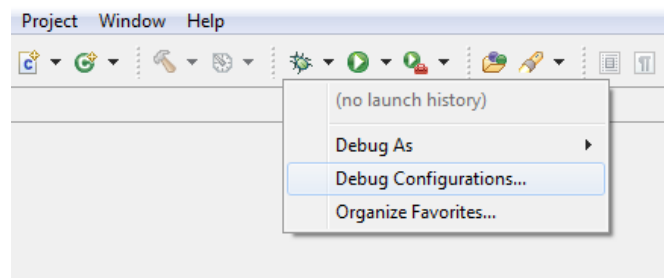 Project Window Help
(no launch history)
Debug As
Debug Configurations...
Organize Favorites...